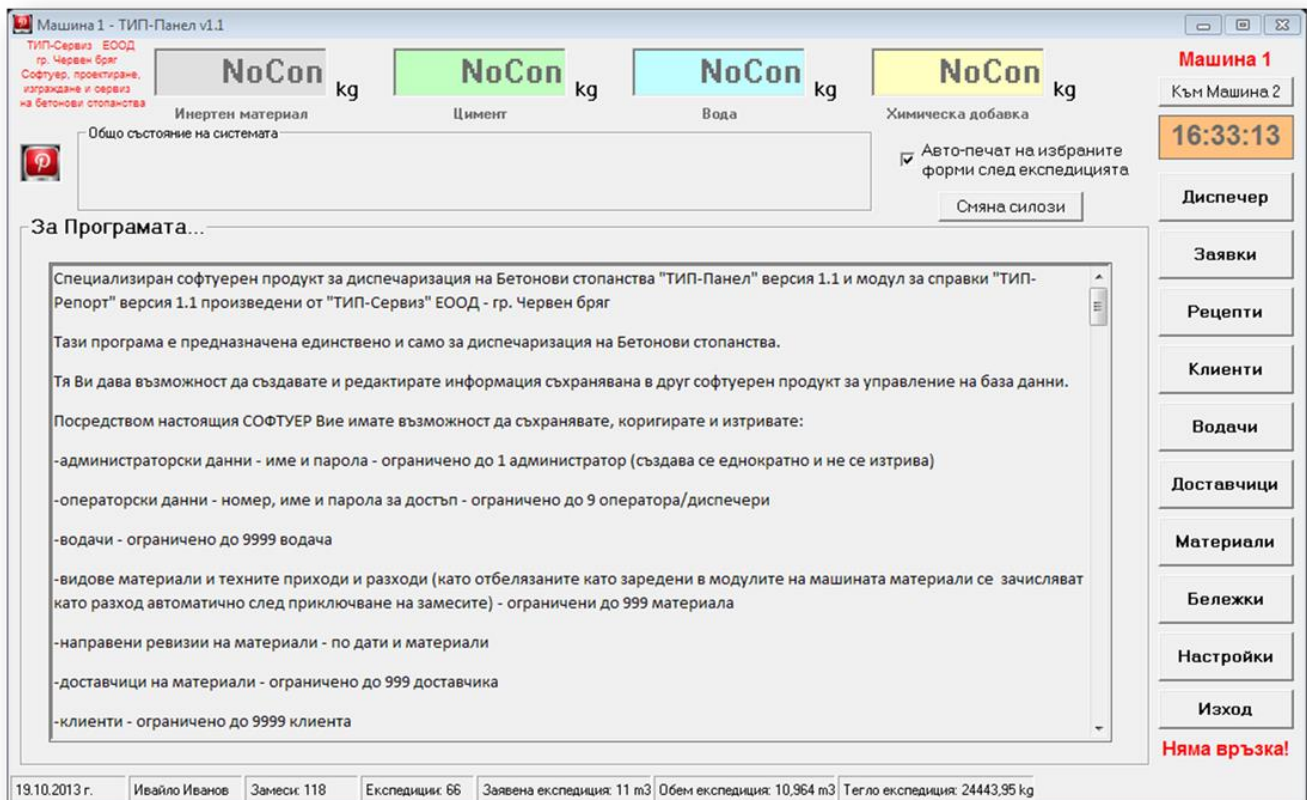 Машина 1 - ТИП-Панел v1.1
ТИП-Сервиз ЕООД
гр. Червен бряг
Софтуер, проектиране,
изграждане и сервиз
на бетонови стопанства
NoCon kg
Инертен материал
NoCon kg
Цимент
NoCon kg
Вода
NoCon kg
Химическа добавка
Машина 1
Към Машина 2
16:33:13
Общо състояние на системата
Авто-печат на избраните
форми след експедицията
Смяна силози
Диспечер
Заявки
Рецепти
Клиенти
Водачи
Доставчици
Материали
Бележки
Настройки
Изход
Няма връзка!
За Програмата...
Специализиран софтуерен продукт за диспечаризация на Бетонови стопанства "ТИП-Панел" версия 1.1 и модул за справки "ТИП-
Репорт" версия 1.1 произведени от "ТИП-Сервиз" ЕООД - гр. Червен бряг
Тази програма е предназначена единствено и само за диспечаризация на Бетонови стопанства.
Тя Ви дава възможност да създавате и редактирате информация съхранявана в друг софтуерен продукт за управление на база данни.
Посредством настоящия СОФТУЕР Вие имате възможност да съхранявате, коригирате и изтривате:
-администраторски данни - име и парола - ограничено до 1 администратор (създава се еднократно и не се изтрива)
-операторски данни - номер, име и парола за достъп - ограничено до 9 оператора/диспечери
-водачи - ограничено до 9999 водача
-видове материали и техните приходи и разходи (като отбелязаните като заредени в модулите на машината материали се зачисляват
като разход автоматично след приключване на замесите) - ограничени до 999 материала
-направени ревизии на материали - по дати и материали
-доставчици на материали - ограничено до 999 доставчика
-клиенти - ограничено до 9999 клиента
19.10.2013 г.
Ивайло Иванов
Замеси: 118
Експедиции: 66
Заявена експедиция: 11 m3
Обем експедиция: 10,964 m3
Тегло експедиция: 24443,95 kg